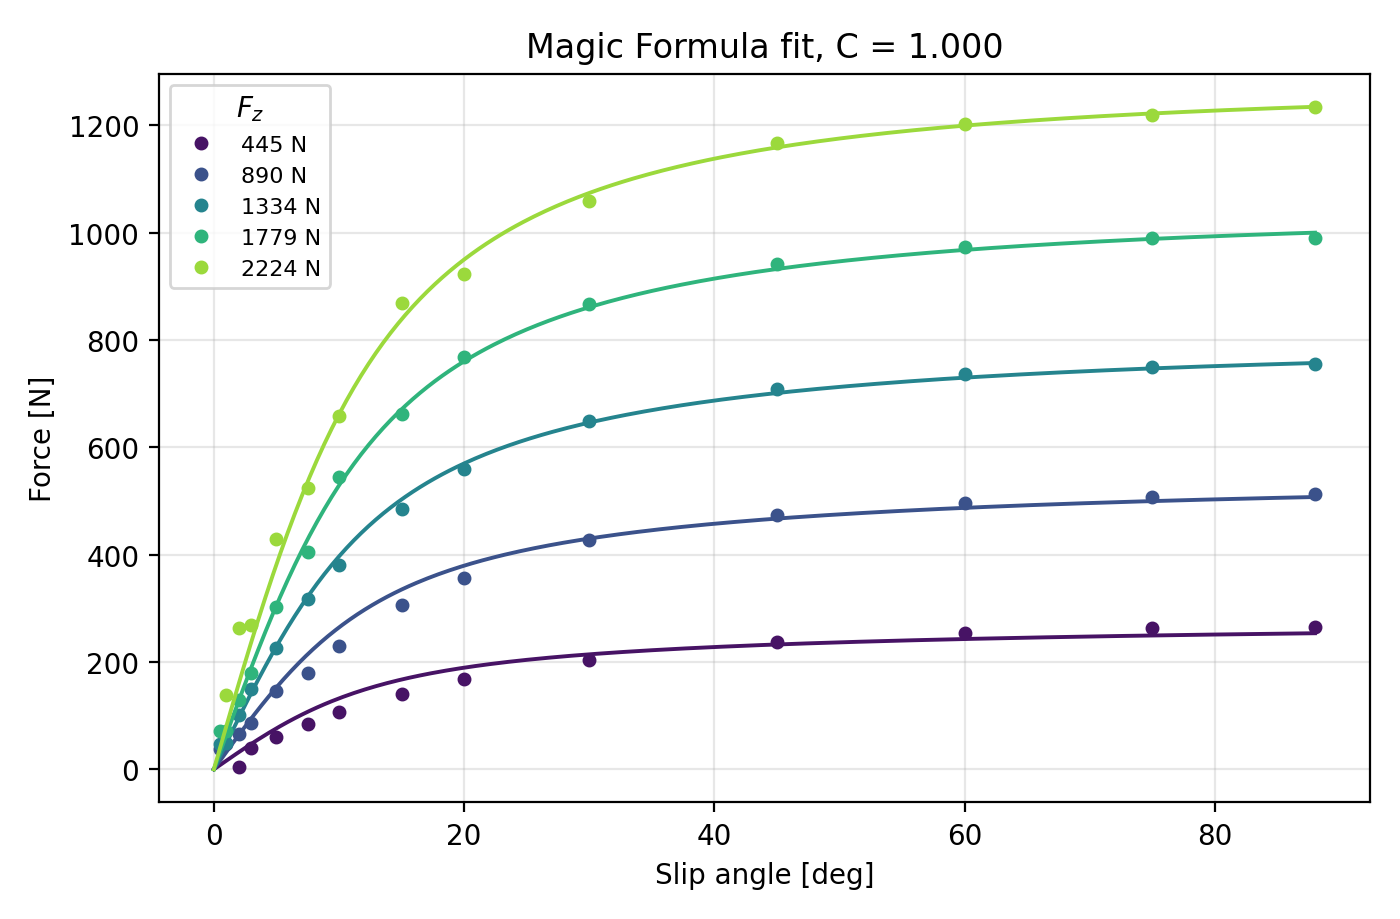 Magic Formula fit, C = 1.000
Force [N]
1200
1000
800
600
400
200
0
F_z
445 N
890 N
1334 N
1779 N
2224 N
0 20 40 60 80
Slip angle [deg]